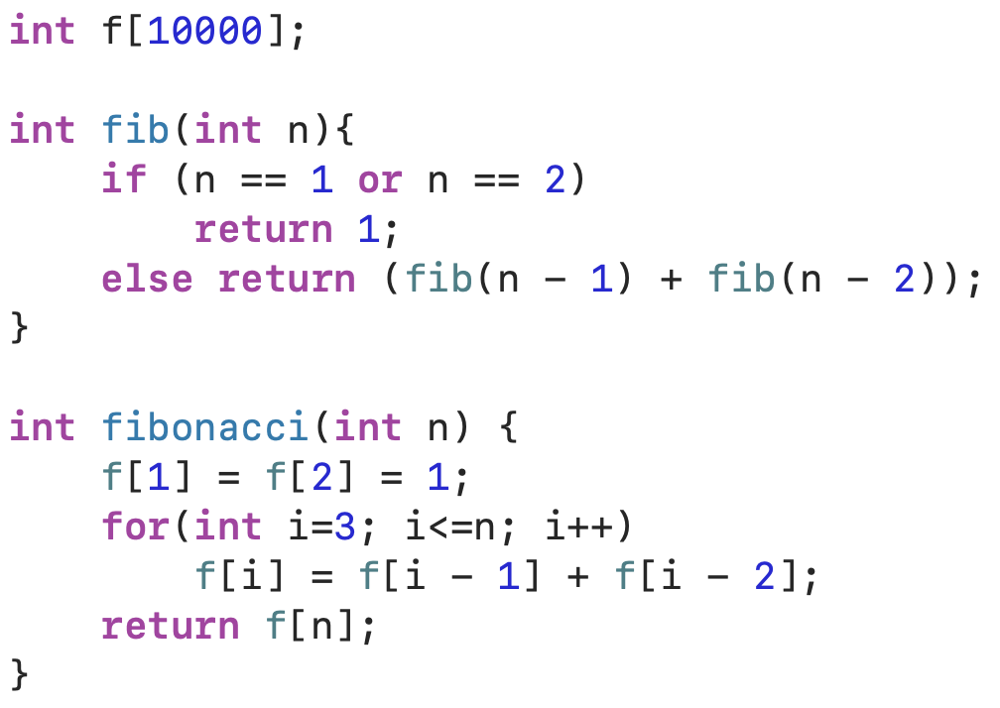 int f[10000];

int fib(int n){
    if (n == 1 or n == 2)
        return 1;
    else return (fib(n - 1) + fib(n - 2));
}

int fibonacci(int n) {
    f[1] = f[2] = 1;
    for(int i=3; i<=n; i++)
        f[i] = f[i - 1] + f[i - 2];
    return f[n];
}